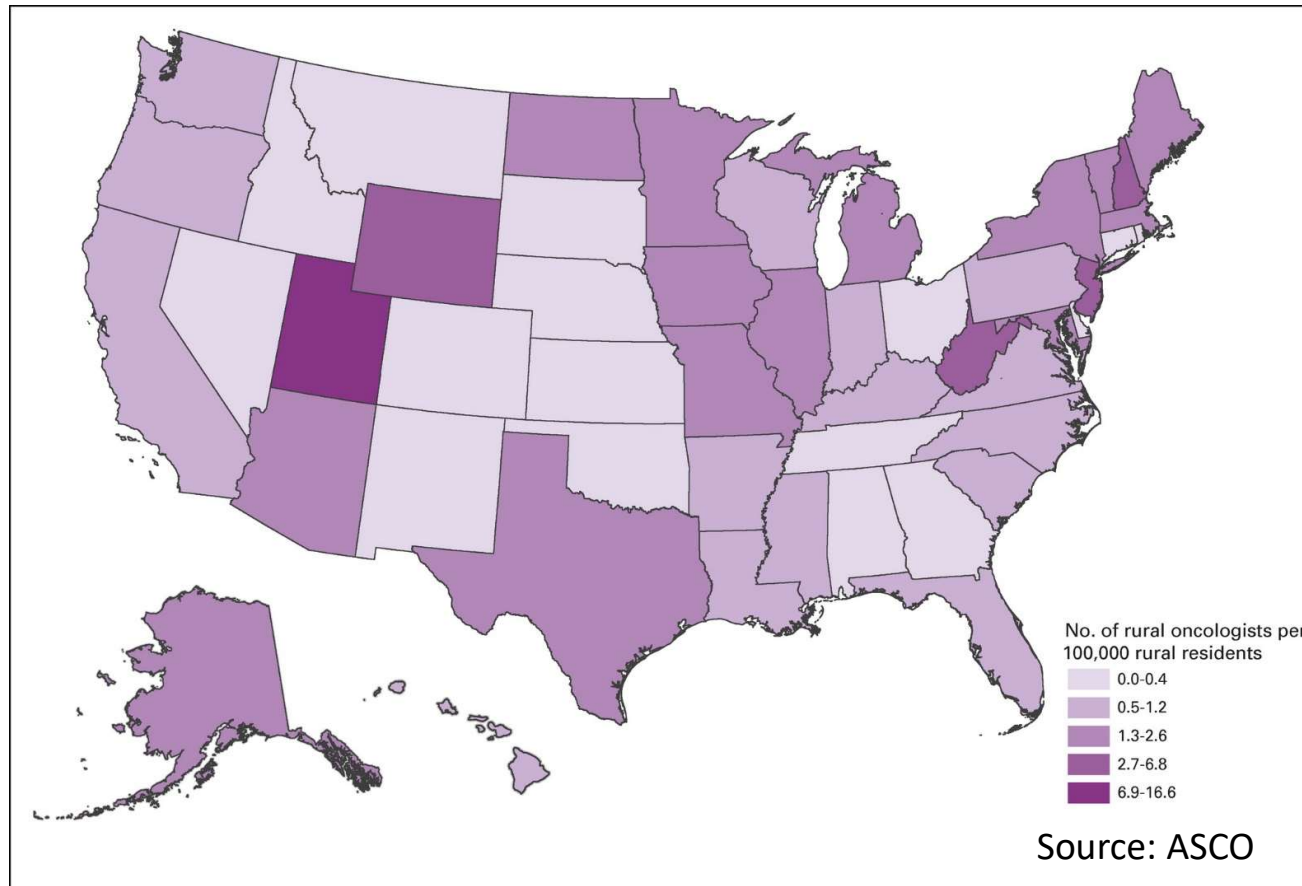 No. of rural oncologists per
100,000 rural residents
0.0-0.4
0.5-1.2
1.3-2.6
2.7-6.8
6.9-16.6
Source: ASCO